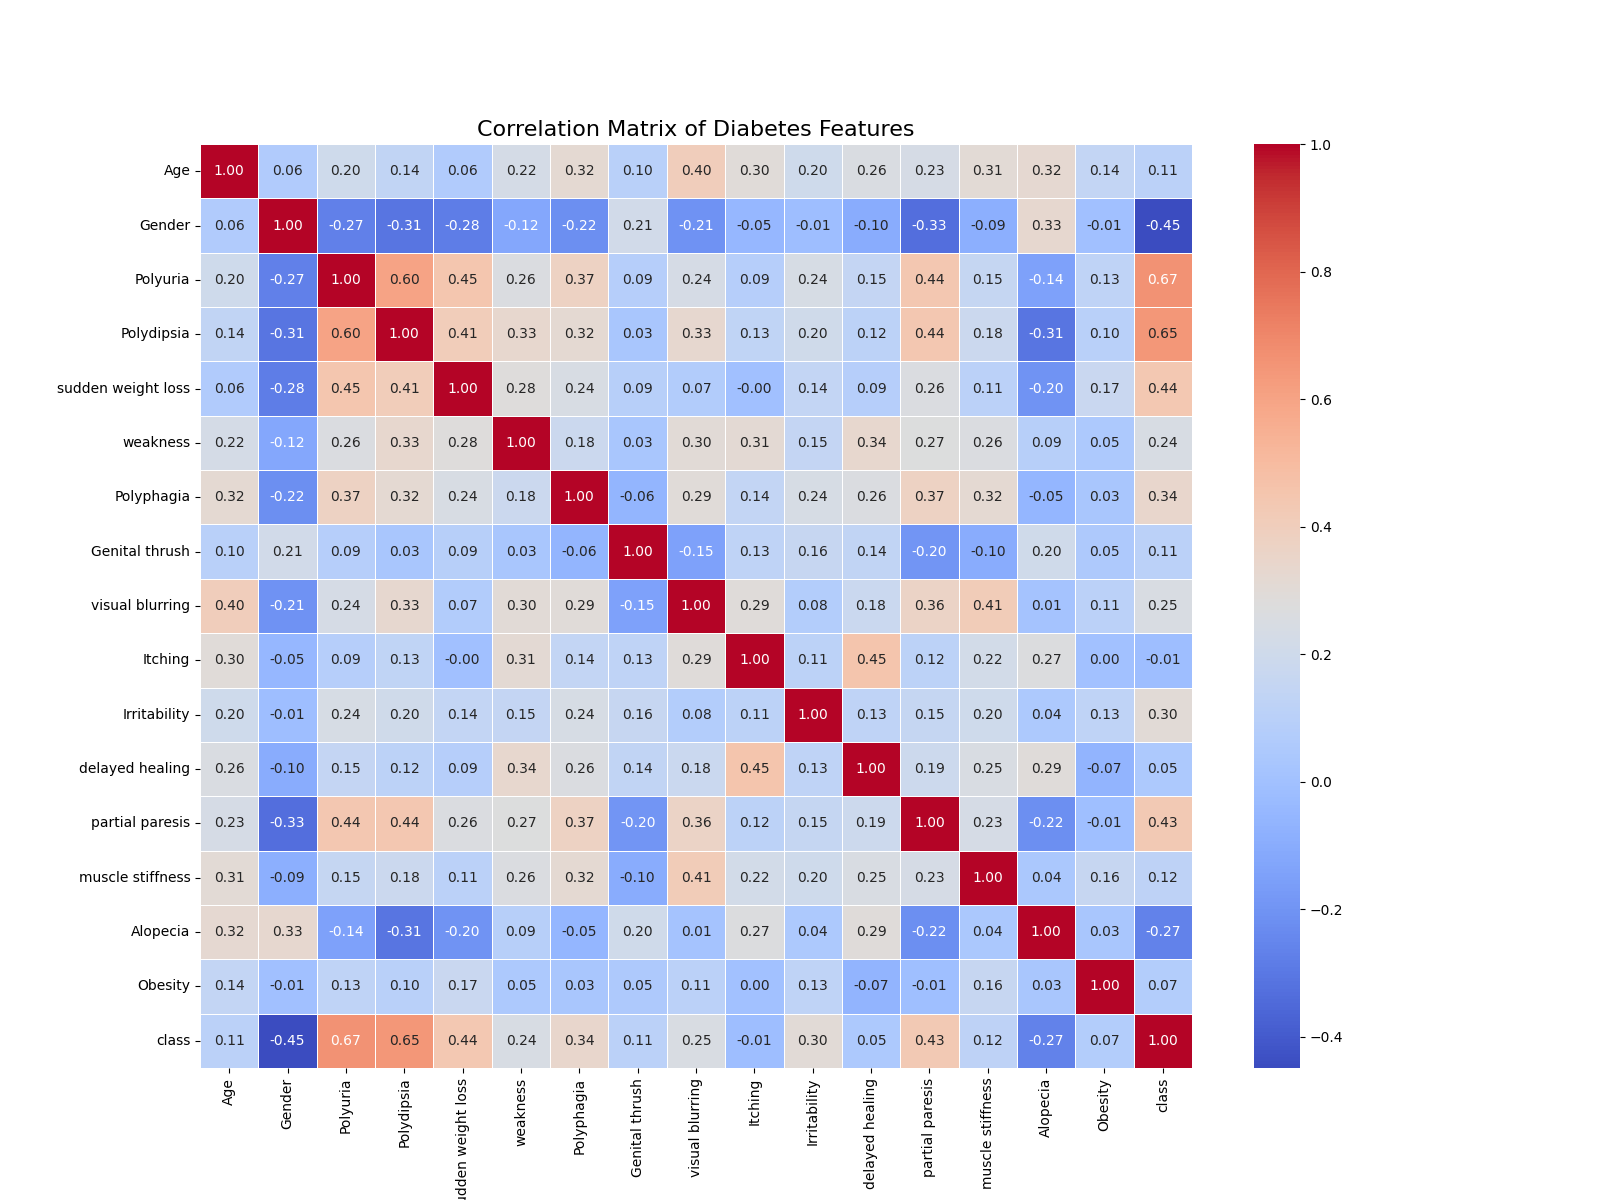 Correlation Matrix of Diabetes Features
Age 1.00 0.06 0.20 0.14 0.06 0.22 0.32 0.10 0.40 0.30 0.20 0.26 0.23 0.31 0.32 0.14 0.11
Gender 0.06 1.00 -0.27 -0.31 -0.28 -0.12 -0.22 0.21 -0.21 -0.05 -0.01 -0.10 -0.33 -0.09 0.33 -0.01 -0.45
Polyuria 0.20 -0.27 1.00 0.60 0.45 0.26 0.37 0.09 0.24 0.09 0.24 0.15 0.44 0.15 -0.14 0.13 0.67
Polydipsia 0.14 -0.31 0.60 1.00 0.41 0.33 0.32 0.03 0.33 0.13 0.20 0.12 0.44 0.18 -0.31 0.10 0.65
sudden weight loss 0.06 -0.28 0.45 0.41 1.00 0.28 0.24 0.09 0.07 -0.00 0.14 0.09 0.26 0.11 -0.20 0.17 0.44
weakness 0.22 -0.12 0.26 0.33 0.28 1.00 0.18 0.03 0.30 0.31 0.15 0.34 0.27 0.26 0.09 0.05 0.24
Polyphagia 0.32 -0.22 0.37 0.32 0.24 0.18 1.00 -0.06 0.29 0.14 0.24 0.26 0.37 0.32 -0.05 0.03 0.34
Genital thrush 0.10 0.21 0.09 0.03 0.09 0.03 -0.06 1.00 -0.15 0.13 0.16 0.14 -0.20 -0.10 0.20 0.05 0.11
visual blurring 0.40 -0.21 0.24 0.33 0.07 0.30 0.29 -0.15 1.00 0.29 0.08 0.18 0.36 0.41 0.01 0.11 0.25
Itching 0.30 -0.05 0.09 0.13 -0.00 0.31 0.14 0.13 0.29 1.00 0.11 0.45 0.12 0.22 0.27 0.00 -0.01
Irritability 0.20 -0.01 0.24 0.20 0.14 0.15 0.24 0.16 0.08 0.11 1.00 0.13 0.15 0.20 0.04 0.13 0.30
delayed healing 0.26 -0.10 0.15 0.12 0.09 0.34 0.26 0.14 0.18 0.45 0.13 1.00 0.19 0.25 0.29 -0.07 0.05
partial paresis 0.23 -0.33 0.44 0.44 0.26 0.27 0.37 -0.20 0.36 0.12 0.15 0.19 1.00 0.23 -0.22 -0.01 0.43
muscle stiffness 0.31 -0.09 0.15 0.18 0.11 0.26 0.32 -0.10 0.41 0.22 0.20 0.25 0.23 1.00 0.04 0.16 0.12
Alopecia 0.32 0.33 -0.14 -0.31 -0.20 0.09 -0.05 0.20 0.01 0.27 0.04 0.29 -0.22 0.04 1.00 0.03 -0.27
Obesity 0.14 -0.01 0.13 0.10 0.17 0.05 0.03 0.05 0.11 0.00 0.13 -0.07 -0.01 0.16 0.03 1.00 0.07
class 0.11 -0.45 0.67 0.65 0.44 0.24 0.34 0.11 0.25 -0.01 0.30 0.05 0.43 0.12 -0.27 0.07 1.00
Age
Gender
Polyuria
Polydipsia
udden weight loss
weakness
Polyphagia
Genital thrush
visual blurring
Itching
Irritability
delayed healing
partial paresis
muscle stiffness
Alopecia
Obesity
class
1.0
0.8
0.6
0.4
0.2
0.0
−0.2
−0.4